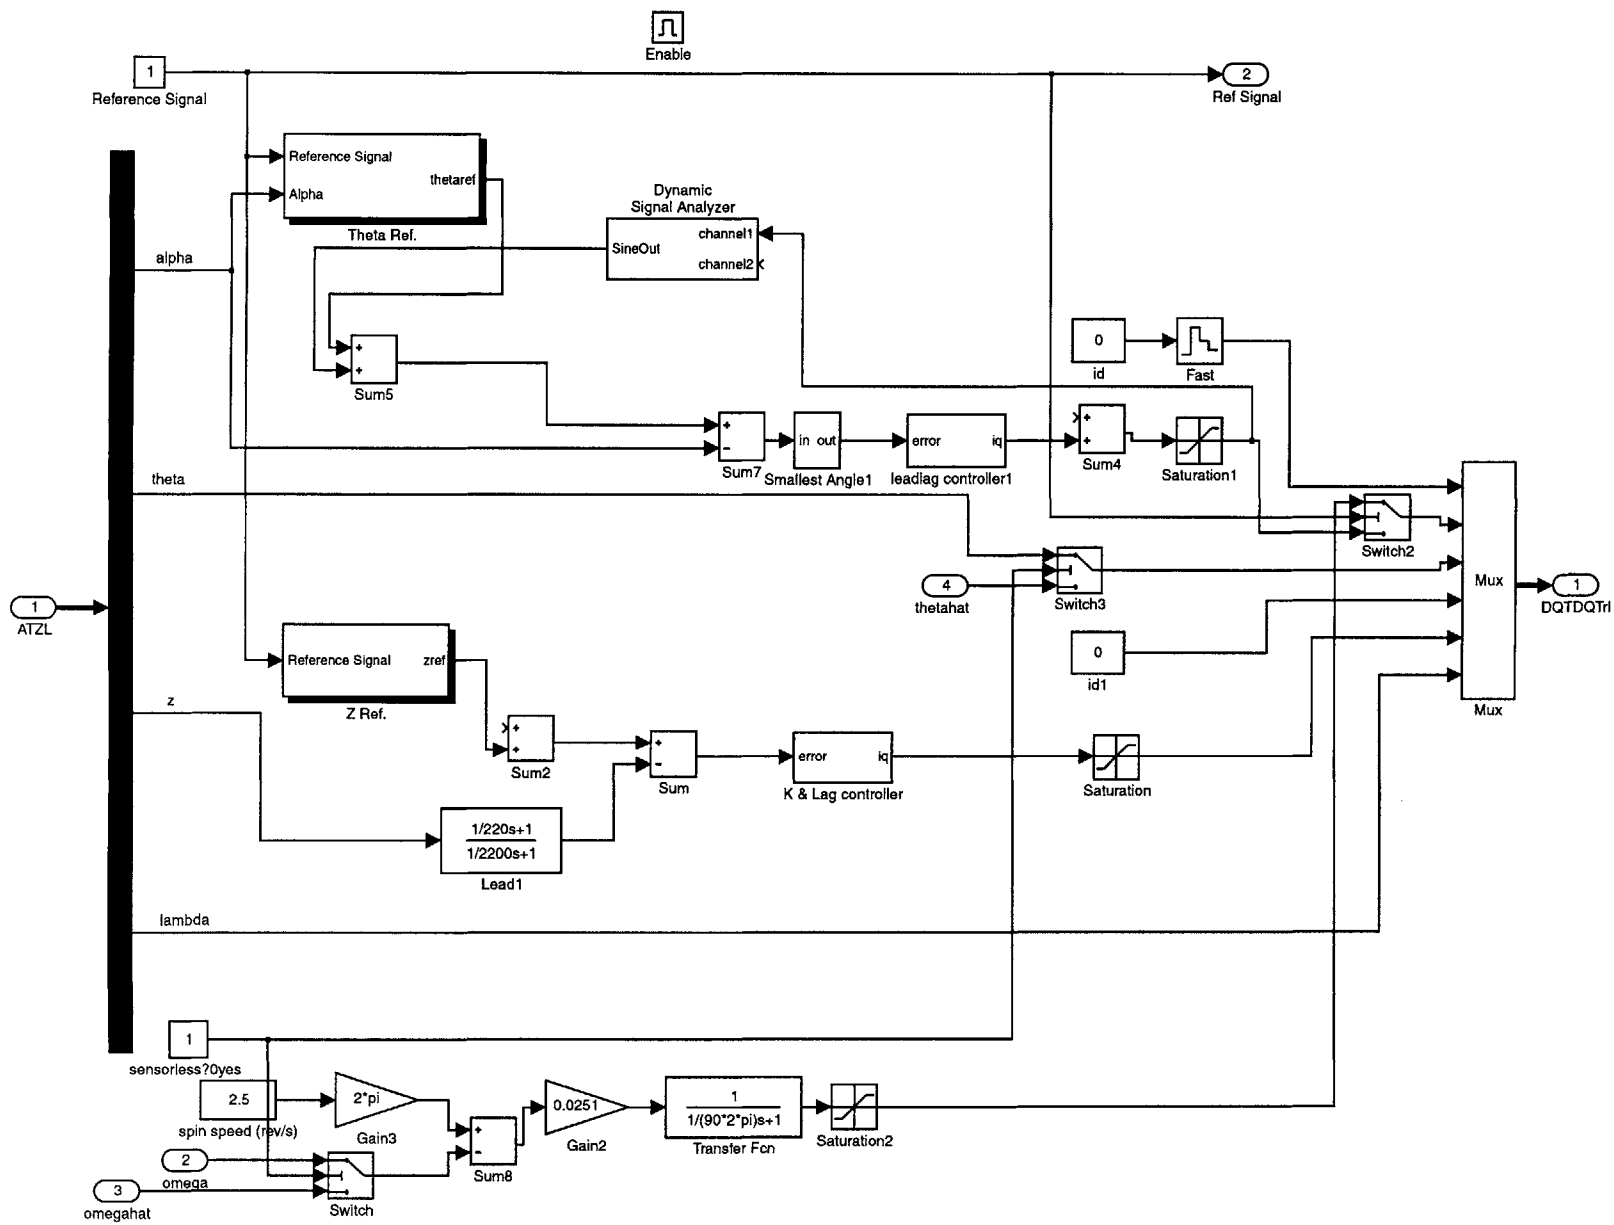 Enable
1
Reference Signal
2
Ref Signal
Reference Signal
Alpha
thetaref
Theta Ref.
Dynamic
Signal Analyzer
SineOut
channel1
channel2
alpha
+
+
Sum5
0
id
Fast
+
-
Sum7
in out
Smallest Angle1
error iq
leadlag controller1
+
+
Sum4
Saturation1
theta
Switch2
4
thetahat
Switch3
1
ATZL
Mux
Mux
1
DQTDQTrl
0
id1
Reference Signal zref
Z Ref.
z
+
+
Sum2
+
-
Sum
error iq
K & Lag controller
Saturation
1/220s+1
1/2200s+1
Lead1
lambda
1
sensorless?0yes
2.5
spin speed (rev/s)
2*pi
Gain3
+
-
Sum8
0.0251
Gain2
1
1/(90*2*pi)s+1
Transfer Fcn
Saturation2
2
omega
3
omegahat
Switch